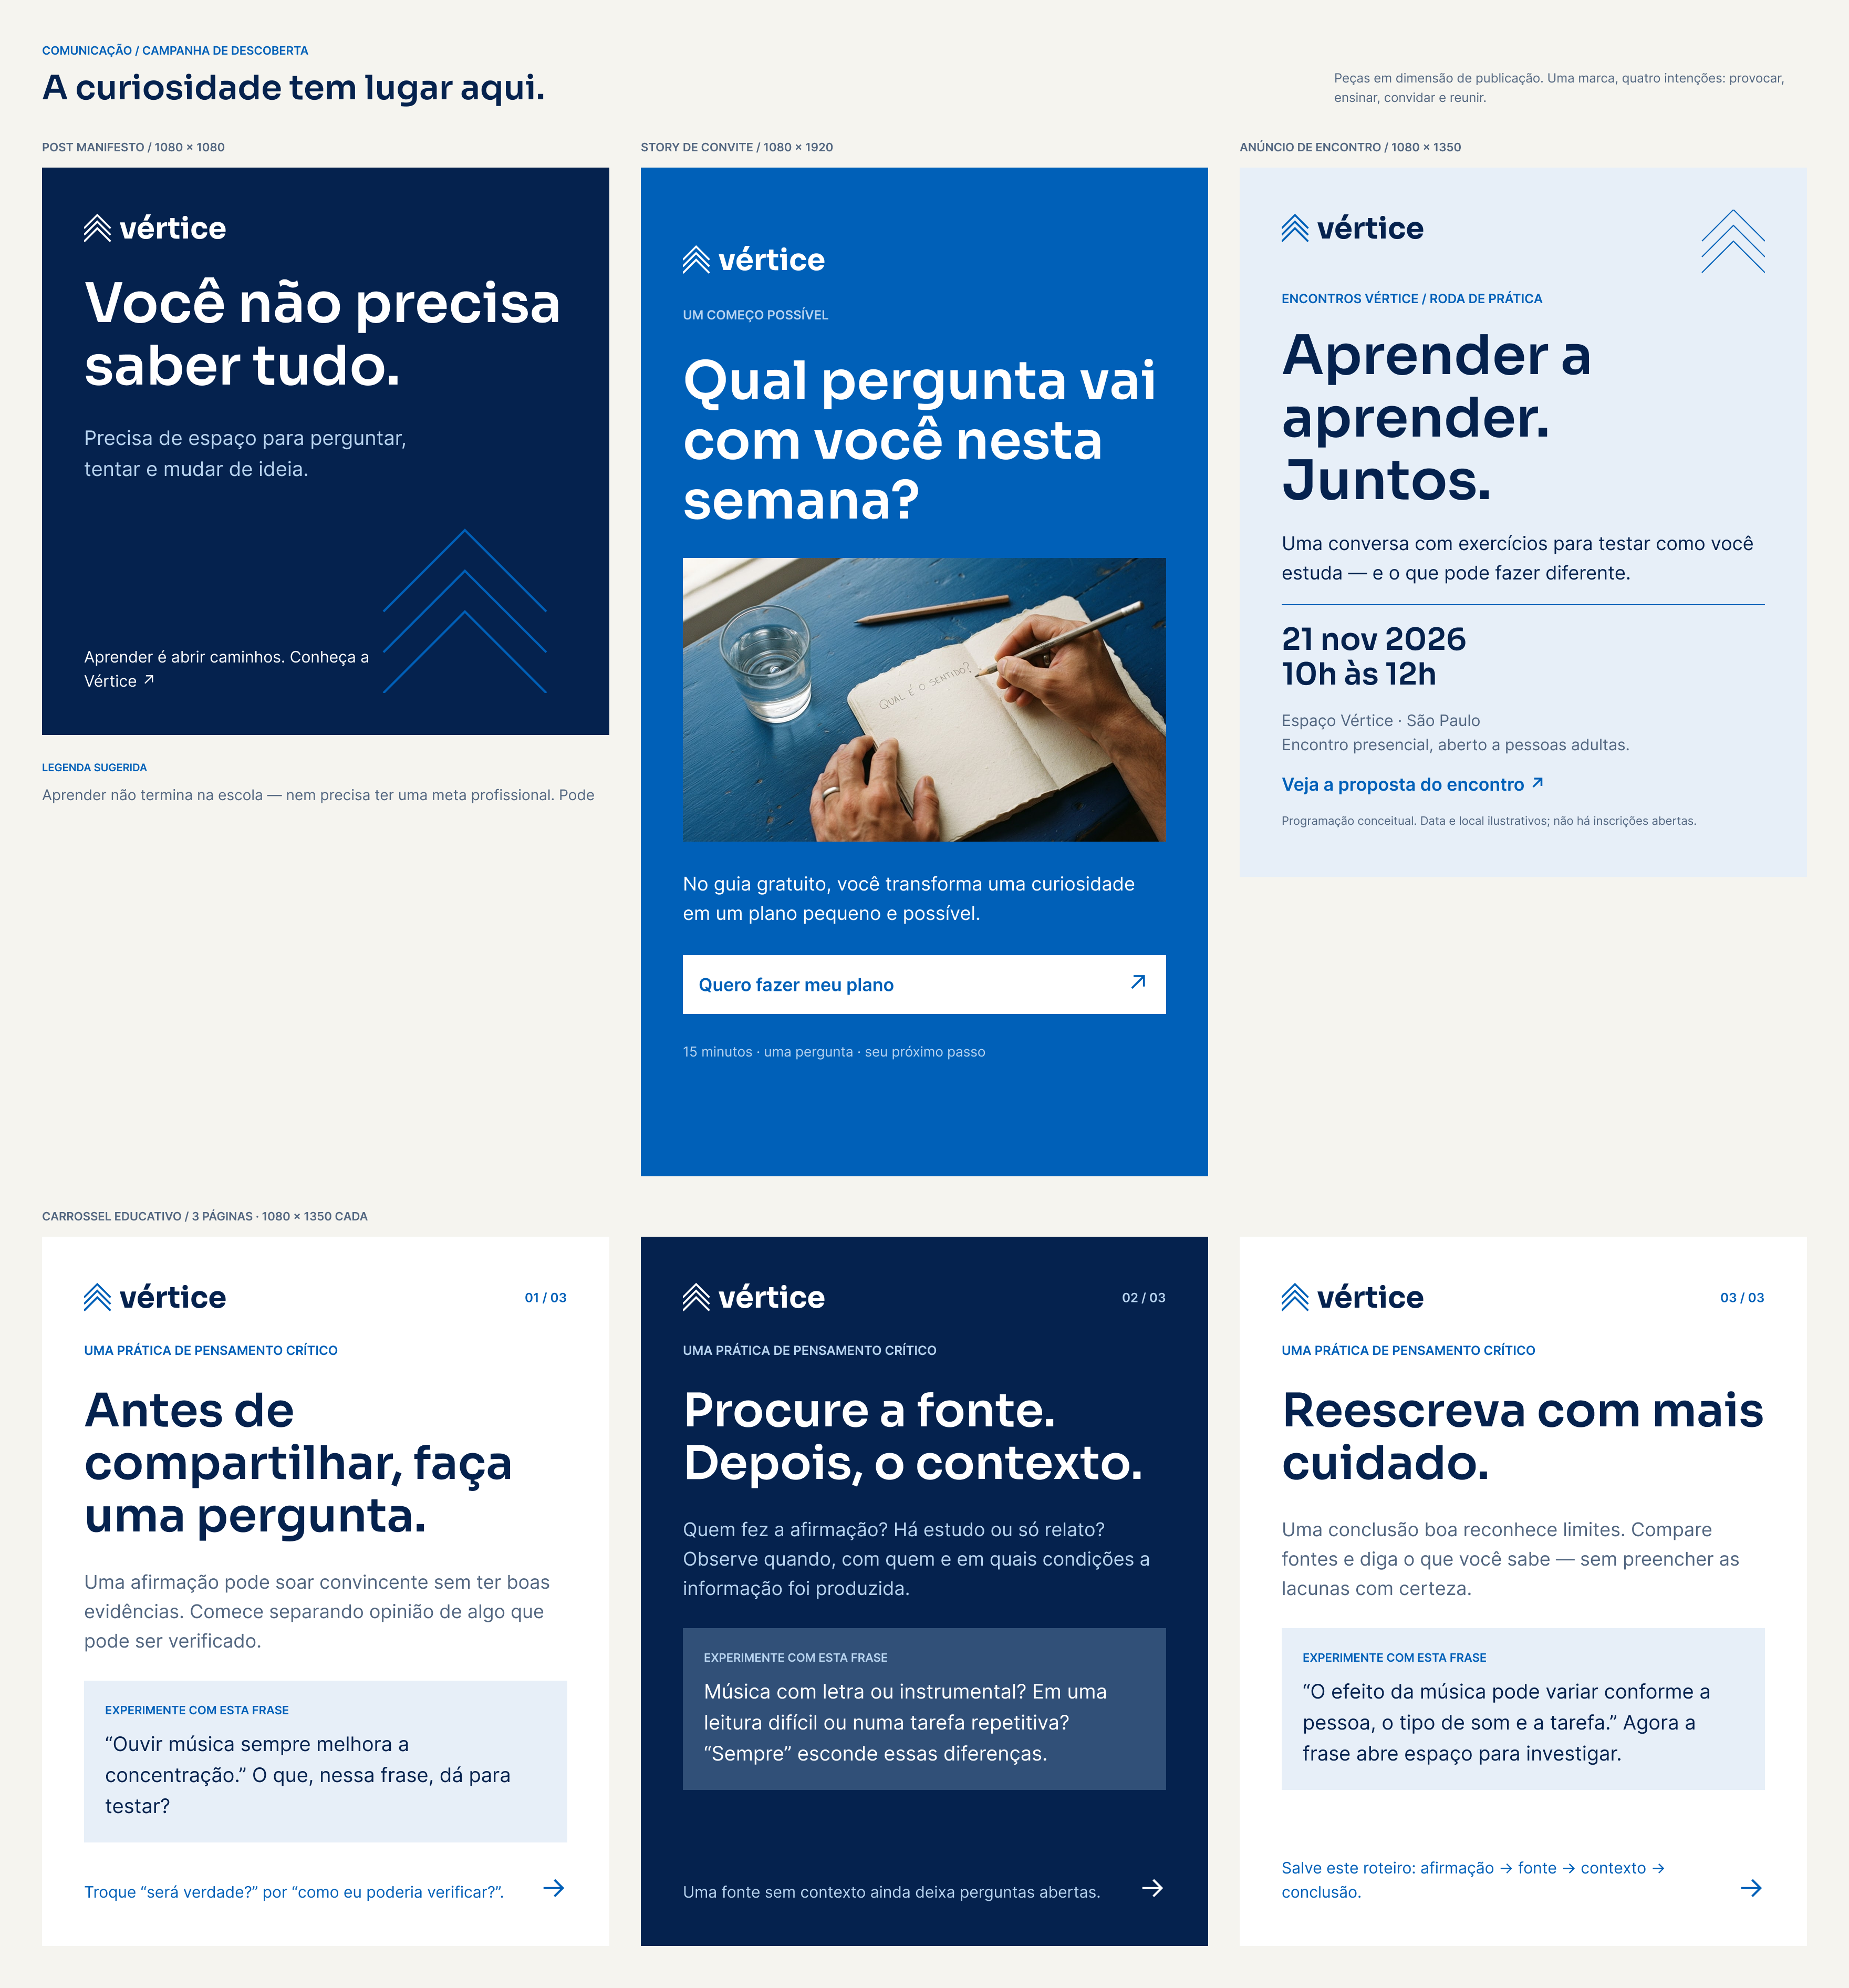 COMUNICAÇÃO / CAMPANHA DE DESCOBERTA
A curiosidade tem lugar aqui.
Peças em dimensão de publicação. Uma marca, quatro intenções: provocar,
ensinar, convidar e reunir.
POST MANIFESTO / 1080 × 1080
vértice
Você não precisa
saber tudo.
Precisa de espaço para perguntar,
tentar e mudar de ideia.
Aprender é abrir caminhos. Conheça a
Vértice ↗
LEGENDA SUGERIDA
Aprender não termina na escola — nem precisa ter uma meta profissional. Pode
STORY DE CONVITE / 1080 × 1920
vértice
UM COMEÇO POSSÍVEL
Qual pergunta vai
com você nesta
semana?
QUAL É O SENTIDO?
No guia gratuito, você transforma uma curiosidade
em um plano pequeno e possível.
Quero fazer meu plano ↗
15 minutos · uma pergunta · seu próximo passo
ANÚNCIO DE ENCONTRO / 1080 × 1350
vértice
ENCONTROS VÉRTICE / RODA DE PRÁTICA
Aprender a
aprender.
Juntos.
Uma conversa com exercícios para testar como você
estuda — e o que pode fazer diferente.
21 nov 2026
10h às 12h
Espaço Vértice · São Paulo
Encontro presencial, aberto a pessoas adultas.
Veja a proposta do encontro ↗
Programação conceitual. Data e local ilustrativos; não há inscrições abertas.
CARROSSEL EDUCATIVO / 3 PÁGINAS · 1080 × 1350 CADA
vértice
01 / 03
UMA PRÁTICA DE PENSAMENTO CRÍTICO
Antes de
compartilhar, faça
uma pergunta.
Uma afirmação pode soar convincente sem ter boas
evidências. Comece separando opinião de algo que
pode ser verificado.
EXPERIMENTE COM ESTA FRASE
“Ouvir música sempre melhora a
concentração.” O que, nessa frase, dá para
testar?
Troque “será verdade?” por “como eu poderia verificar?”. →
vértice
02 / 03
UMA PRÁTICA DE PENSAMENTO CRÍTICO
Procure a fonte.
Depois, o contexto.
Quem fez a afirmação? Há estudo ou só relato?
Observe quando, com quem e em quais condições a
informação foi produzida.
EXPERIMENTE COM ESTA FRASE
Música com letra ou instrumental? Em uma
leitura difícil ou numa tarefa repetitiva?
“Sempre” esconde essas diferenças.
Uma fonte sem contexto ainda deixa perguntas abertas. →
vértice
03 / 03
UMA PRÁTICA DE PENSAMENTO CRÍTICO
Reescreva com mais
cuidado.
Uma conclusão boa reconhece limites. Compare
fontes e diga o que você sabe — sem preencher as
lacunas com certeza.
EXPERIMENTE COM ESTA FRASE
“O efeito da música pode variar conforme a
pessoa, o tipo de som e a tarefa.” Agora a
frase abre espaço para investigar.
Salve este roteiro: afirmação → fonte → contexto →
conclusão. →